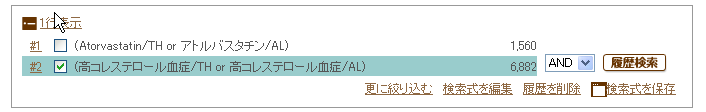 1行表示
#1 (Atorvastatin/TH or アトルバスタチン/AL) 1,560
#2 (高コレステロール血症/TH or 高コレステロール血症/AL) 6,882 AND 履歴検索
更に絞り込む 検索式を編集 履歴を削除 検索式を保存